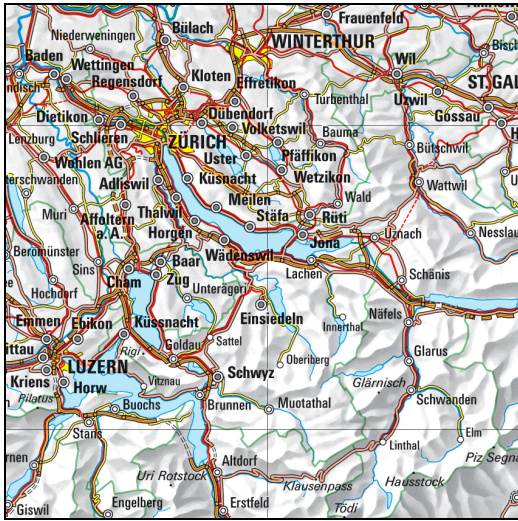 Bülach
Frauenfeld
Niederweningen
WINTERTHUR
Baden
Wettingen
Kloten
Wil
Regensdorf
Effretikon
Turbenthal
ST.GAL
Uzwil
Dietikon
Dübendorf
Gossau
Lenzburg
Schlieren
Volketswil
Bauma
ZÜRICH
Bütschwil
Wohlen AG
Uster
Pfäffikon
Adliswil
Küsnacht
Wetzikon
Wattwil
Muri
Meilen
Wald
Affoltern
a.A.
Thalwil
Stäfa
Rüti
Horgen
Jona
Uznach
Nesslau
Beromünster
Wädenswil
Sins
Baar
Lachen
Schänis
Cham
Zug
Hochdorf
Unterägeri
Einsiedeln
Näfels
Emmen
Ebikon
Küssnacht
Innerthal
ittau
Rigi
Goldau
Sattel
LUZERN
Oberiberg
Glarus
Kriens
Horw
Schwyz
Glärnisch
Pilatus
Vitznau
Schwanden
Buochs
Brunnen
Muotathal
Stans
Elm
Linthal
Uri Rotstock
Altdorf
Piz Segna
Klausenpass
Hausstock
Giswil
Engelberg
Erstfeld
Tödi